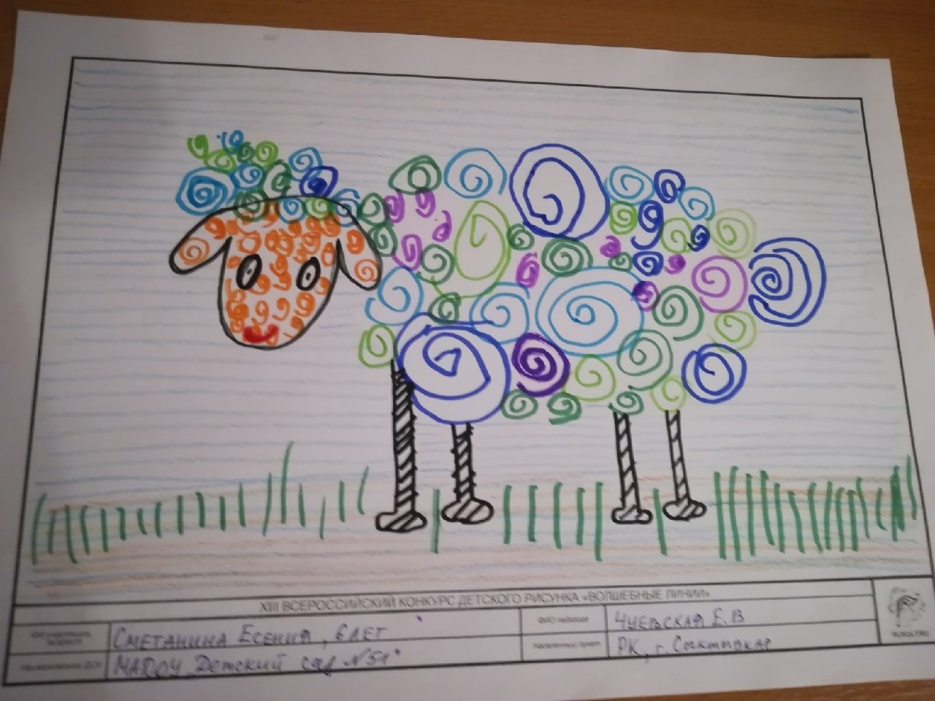 XIII ВСЕРОССИЙСКИЙ КОНКУРС ДЕТСКОГО РИСУНКА «ВОЛШЕБНЫЕ ЛИНИИ»
Сметанина Есения, 6 лет
Чуевская Е.В
МАДОУ „Детский сад №51"
РК, г. Сыктывкар